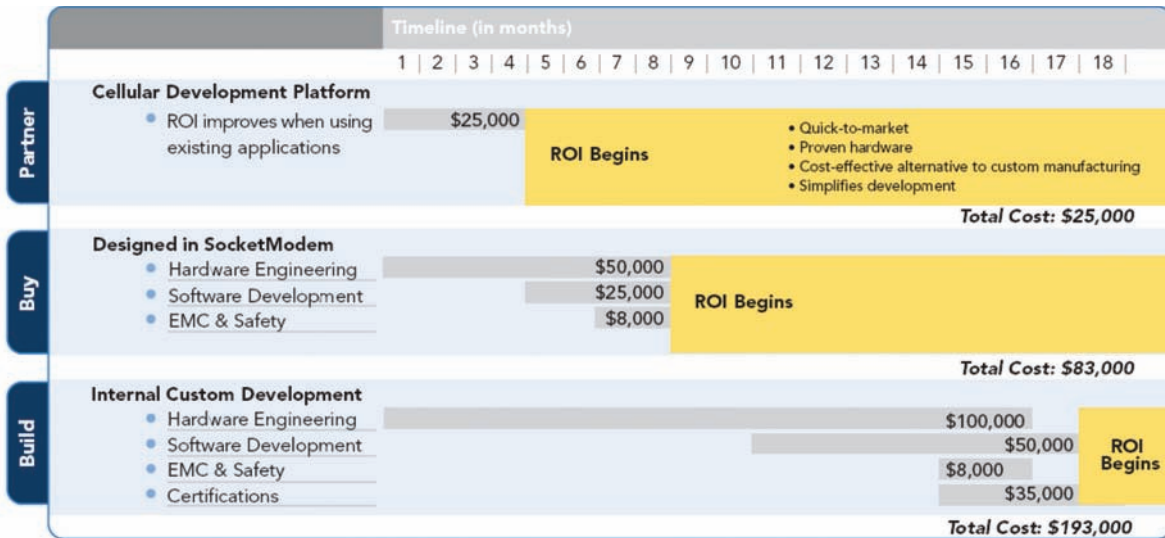 Timeline (in months)
1 | 2 | 3 | 4 | 5 | 6 | 7 | 8 | 9 | 10 | 11 | 12 | 13 | 14 | 15 | 16 | 17 | 18 |
Partner
Cellular Development Platform
• ROI improves when using
existing applications
$25,000
ROI Begins
• Quick-to-market
• Proven hardware
• Cost-effective alternative to custom manufacturing
• Simplifies development
Total Cost: $25,000
Buy
Designed in SocketModem
• Hardware Engineering $50,000
• Software Development $25,000
• EMC & Safety $8,000
ROI Begins
Total Cost: $83,000
Build
Internal Custom Development
• Hardware Engineering $100,000
• Software Development $50,000
• EMC & Safety $8,000
• Certifications $35,000
ROI
Begins
Total Cost: $193,000